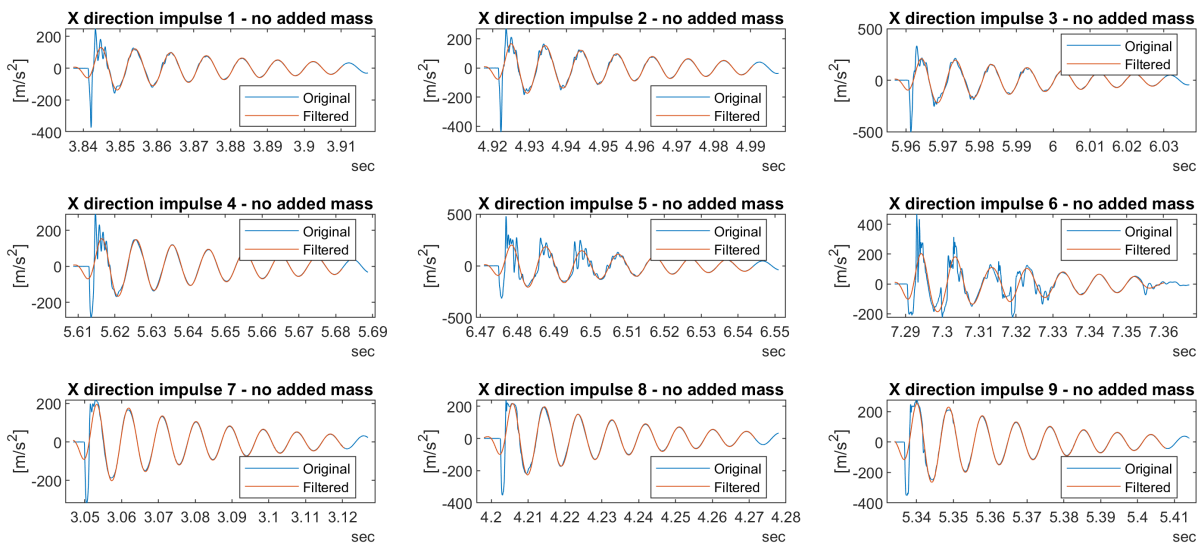 X direction impulse 1 - no added mass
200
0
-200
-400
[m/s2]
3.84 3.85 3.86 3.87 3.88 3.89 3.9 3.91
sec
Original
Filtered
X direction impulse 2 - no added mass
200
0
-200
-400
[m/s2]
4.92 4.93 4.94 4.95 4.96 4.97 4.98 4.99
sec
Original
Filtered
X direction impulse 3 - no added mass
500
0
-500
[m/s2]
5.96 5.97 5.98 5.99 6 6.01 6.02 6.03
sec
Original
Filtered
X direction impulse 4 - no added mass
200
0
-200
[m/s2]
5.61 5.62 5.63 5.64 5.65 5.66 5.67 5.68 5.69
sec
Original
Filtered
X direction impulse 5 - no added mass
500
0
-500
[m/s2]
6.47 6.48 6.49 6.5 6.51 6.52 6.53 6.54 6.55
sec
Original
Filtered
X direction impulse 6 - no added mass
400
200
0
-200
[m/s2]
7.29 7.3 7.31 7.32 7.33 7.34 7.35 7.36
sec
Original
Filtered
X direction impulse 7 - no added mass
200
0
-200
[m/s2]
3.05 3.06 3.07 3.08 3.09 3.1 3.11 3.12
sec
Original
Filtered
X direction impulse 8 - no added mass
200
0
-200
-400
[m/s2]
4.2 4.21 4.22 4.23 4.24 4.25 4.26 4.27 4.28
sec
Original
Filtered
X direction impulse 9 - no added mass
200
0
-200
-400
[m/s2]
5.34 5.35 5.36 5.37 5.38 5.39 5.4 5.41
sec
Original
Filtered